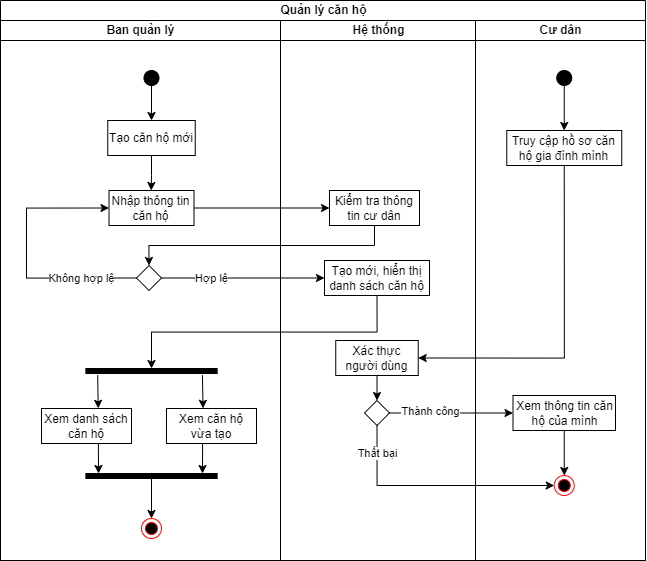 Quản lý căn hộ
Ban quản lý
Hệ thống
Cư dân
Tạo căn hộ mới
Truy cập hồ sơ căn
hộ gia đình mình
Nhập thông tin
căn hộ
Kiểm tra thông
tin cư dân
Không hợp lệ
Hợp lệ
Tạo mới, hiển thị
danh sách căn hộ
Xác thực
người dùng
Xem danh sách
căn hộ
Xem căn hộ
vừa tạo
Thành công
Xem thông tin căn
hộ của mình
Thất bại